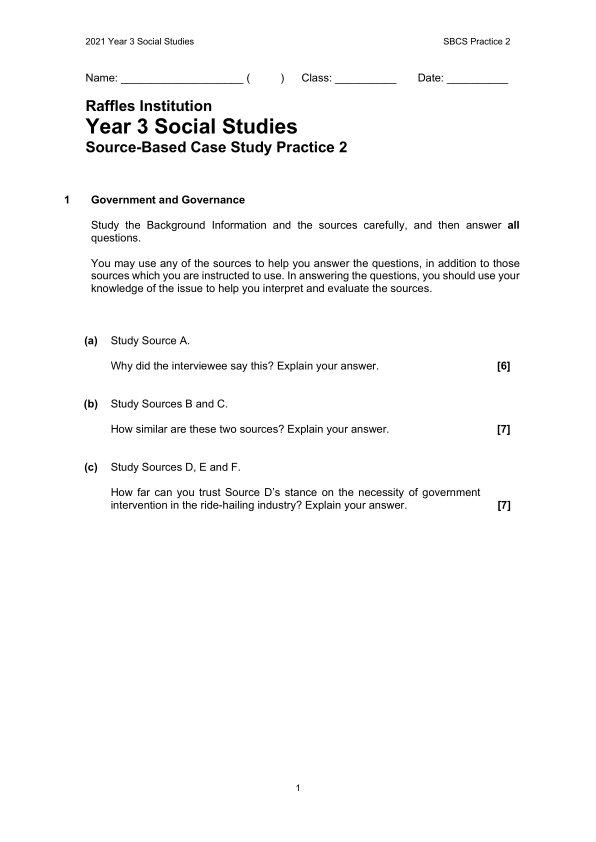 2021 Year 3 Social Studies SBCS Practice 2
Name: ____________________ ( ) Class: __________ Date: __________
Raffles Institution
Year 3 Social Studies
Source-Based Case Study Practice 2
1 Government and Governance
Study the Background Information and the sources carefully, and then answer all
questions.
You may use any of the sources to help you answer the questions, in addition to those
sources which you are instructed to use. In answering the questions, you should use your
knowledge of the issue to help you interpret and evaluate the sources.
(a) Study Source A.
Why did the interviewee say this? Explain your answer. [6]
(b) Study Sources B and C.
How similar are these two sources? Explain your answer. [7]
(c) Study Sources D, E and F.
How far can you trust Source D’s stance on the necessity of government
intervention in the ride-hailing industry? Explain your answer. [7]
1